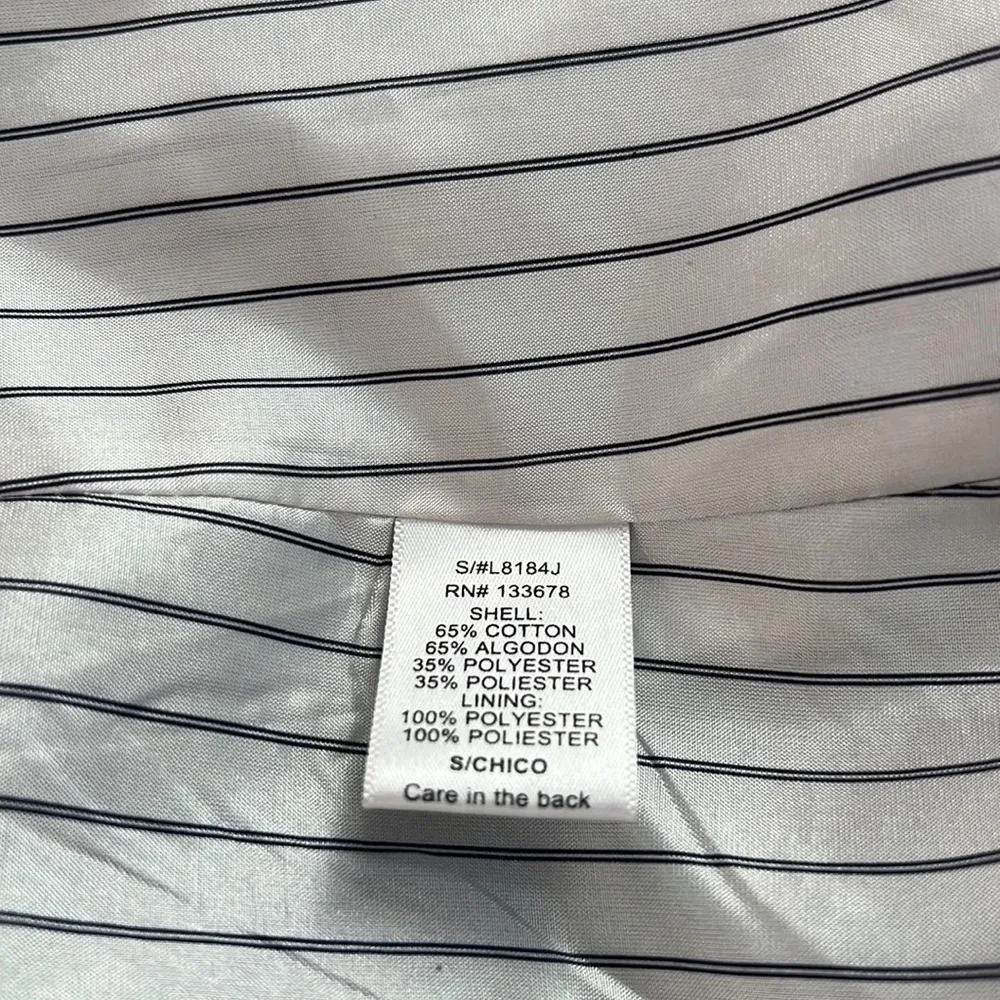 S/#L8184J
RN# 133678
SHELL:
65% COTTON
65% ALGODON
35% POLYESTER
35% POLIESTER
LINING:
100% POLYESTER
100% POLIESTER
S/CHICO
Care in the back